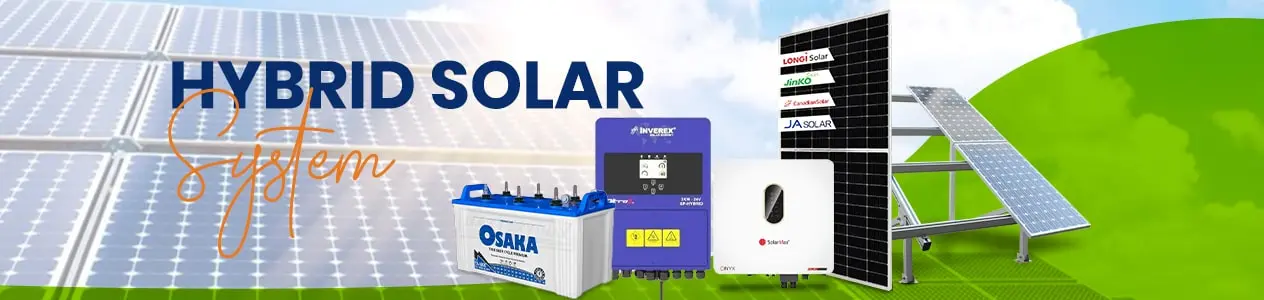 HYBRID SOLAR
System
OSAKA
INVEREX
LONGi Solar
JinKO
CanadianSolar
JA SOLAR
SolarMax
ONYX